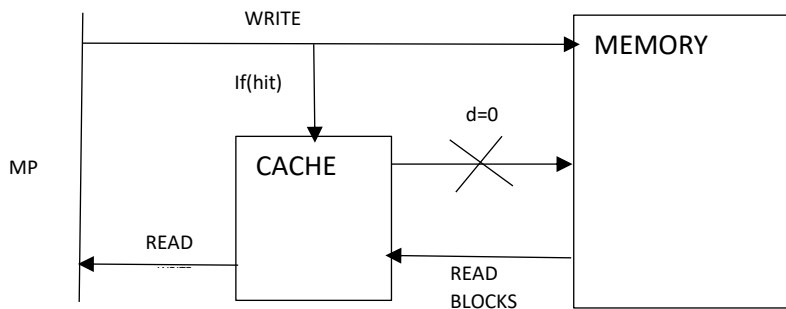 WRITE
MEMORY
If(hit)
d=0
MP
CACHE
READ
READ
BLOCKS